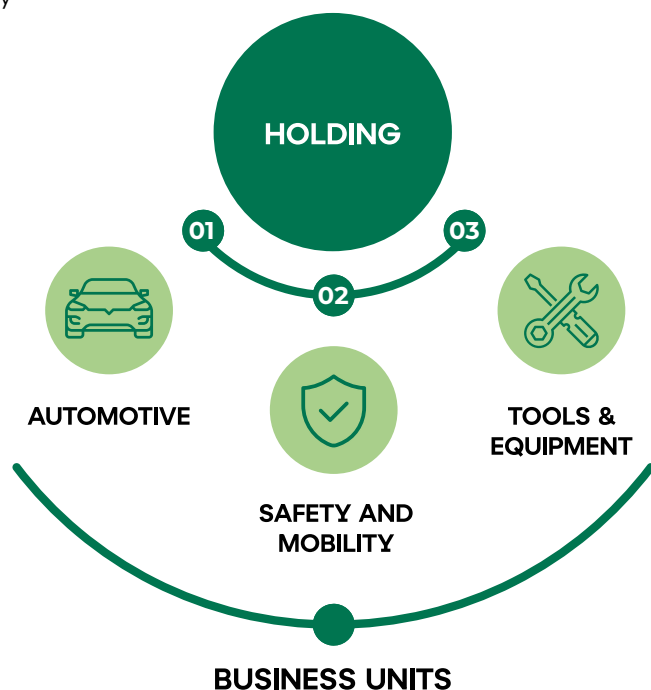 y
HOLDING
01
03
02
AUTOMOTIVE
TOOLS &
EQUIPMENT
SAFETY AND
MOBILITY
BUSINESS UNITS